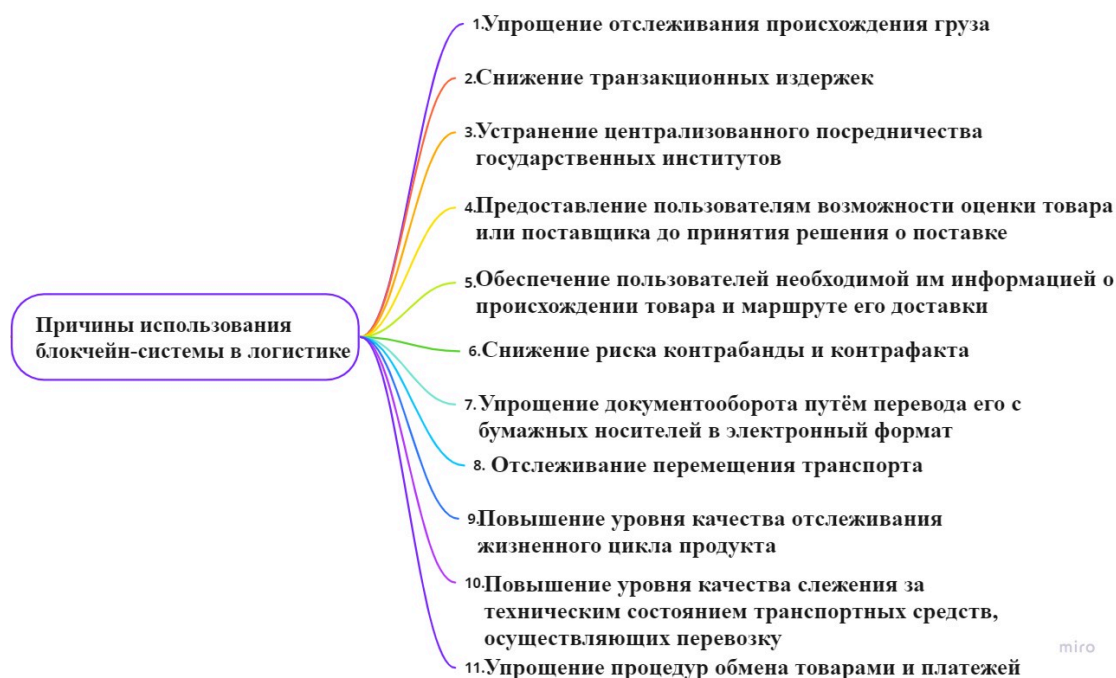 1.Упрощение отслеживания происхождения груза
2.Снижение транзакционных издержек
3.Устранение централизованного посредничества
государственных институтов
4.Предоставление пользователям возможности оценки товара
или поставщика до принятия решения о поставке
5.Обеспечение пользователей необходимой им информацией о
происхождении товара и маршруте его доставки
Причины использования
блокчейн-системы в логистике
6.Снижение риска контрабанды и контрафакта
7. Упрощение документооборота путём перевода его с
бумажных носителей в электронный формат
8. Отслеживание перемещения транспорта
9.Повышение уровня качества отслеживания
жизненного цикла продукта
10.Повышение уровня качества слежения за
техническим состоянием транспортных средств,
осуществляющих перевозку
11.Упрощение процедур обмена товарами и платежей
miro